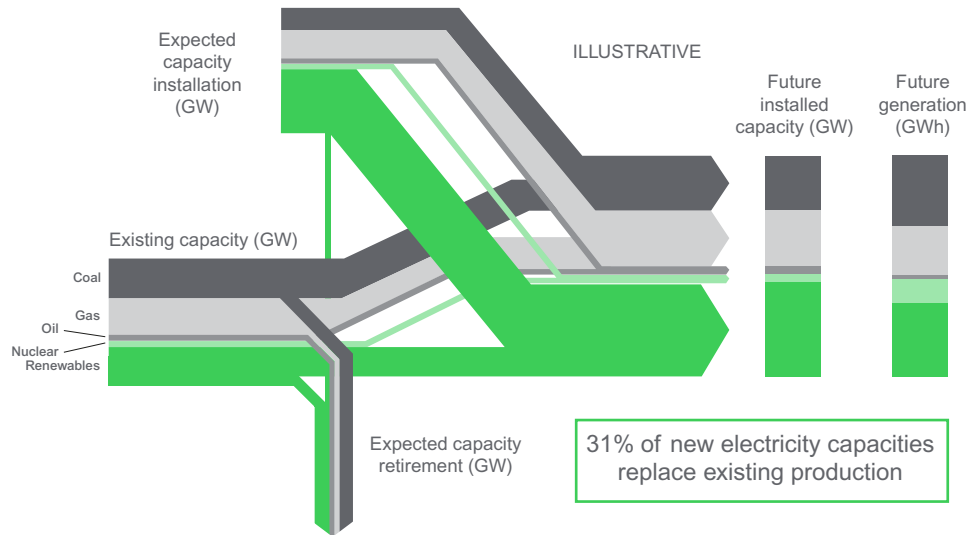 Expected
capacity
installation
(GW)
ILLUSTRATIVE
Future
installed
capacity (GW)
Future
generation
(GWh)
Existing capacity (GW)
Coal
Gas
Oil
Nuclear
Renewables
Expected capacity
retirement (GW)
31% of new electricity capacities
replace existing production